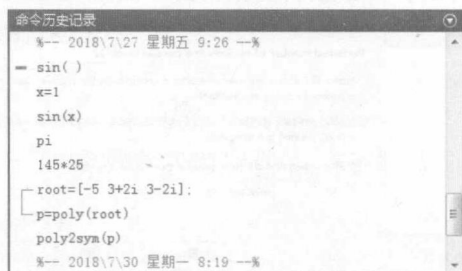 命令历史记录
%-- 2018\7\27 星期五 9:26 --%
sin( )
x=1
sin(x)
pi
145*25
root=[-5 3+2i 3-2i];
p=poly(root)
poly2sym(p)
%-- 2018\7\30 星期一 8:19 --%